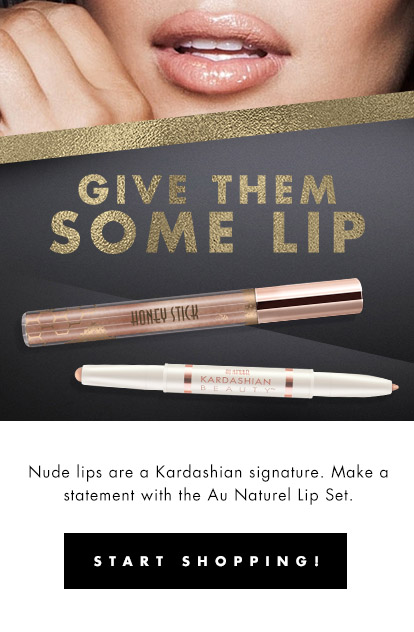 GIVE THEM
SOME LIP
HONEY STICK
KARDASHIAN
BEAUTY
Nude lips are a Kardashian signature. Make a
statement with the Au Naturel Lip Set.
START SHOPPING!